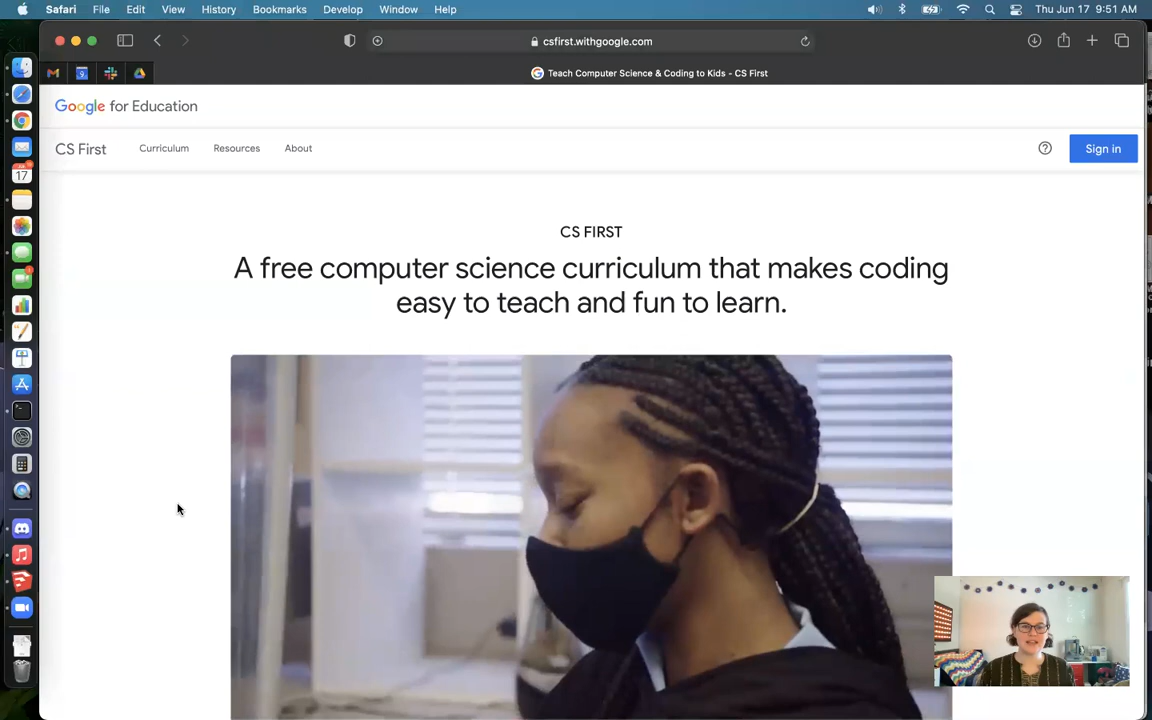 Safari File Edit View History Bookmarks Develop Window Help Thu Jun 17 9:51 AM
csfirst.withgoogle.com
Teach Computer Science & Coding to Kids - CS First
Google for Education
CS First Curriculum Resources About Sign in
17
CS FIRST
A free computer science curriculum that makes coding
easy to teach and fun to learn.